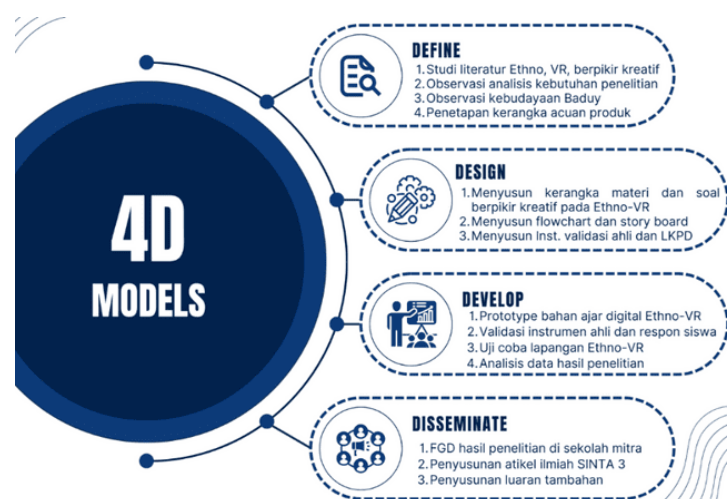 4D
MODELS
DEFINE
1.Studi literatur Ethno, VR, berpikir kreatif
2.Observasi analisis kebutuhan penelitian
3.Observasi kebudayaan Baduy
4.Penetapan kerangka acuan produk
DESIGN
1.Menyusun kerangka materi dan soal
berpikir kreatif pada Ethno-VR
2.Menyusun flowchart dan story board
3.Menyusun Inst. validasi ahli dan LKPD
DEVELOP
1.Prototype bahan ajar digital Ethno-VR
2.Validasi instrumen ahli dan respon siswa
3.Uji coba lapangan Ethno-VR
4.Analisis data hasil penelitian
DISSEMINATE
1.FGD hasil penelitian di sekolah mitra
2.Penyusunan atikel ilmiah SINTA 3
3.Penyusunan luaran tambahan